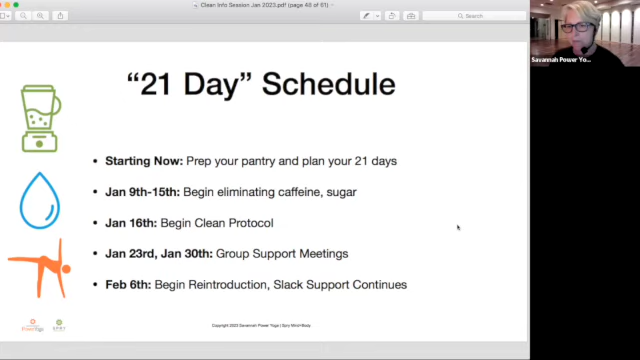 Clean Info Session Jan 2023.pdf (page 46 of 61)
Search
Savannah Power Yo...
“21 Day” Schedule
• Starting Now: Prep your pantry and plan your 21 days
• Jan 9th-15th: Begin eliminating caffeine, sugar
• Jan 16th: Begin Clean Protocol
• Jan 23rd, Jan 30th: Group Support Meetings
• Feb 6th: Begin Reintroduction, Slack Support Continues
Copyright 2023 Savannah Power Yoga | Spry Mind+Body